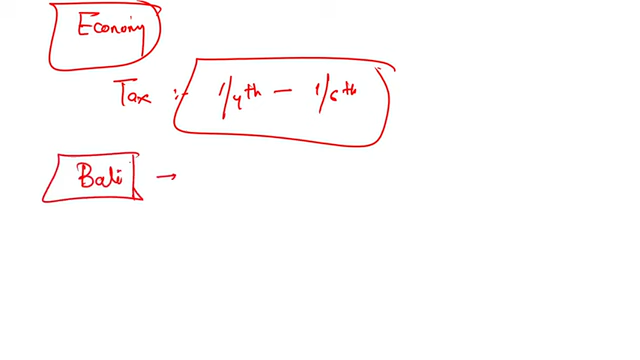 Economy
Tax :- 1/4th - 1/6th
Bali →